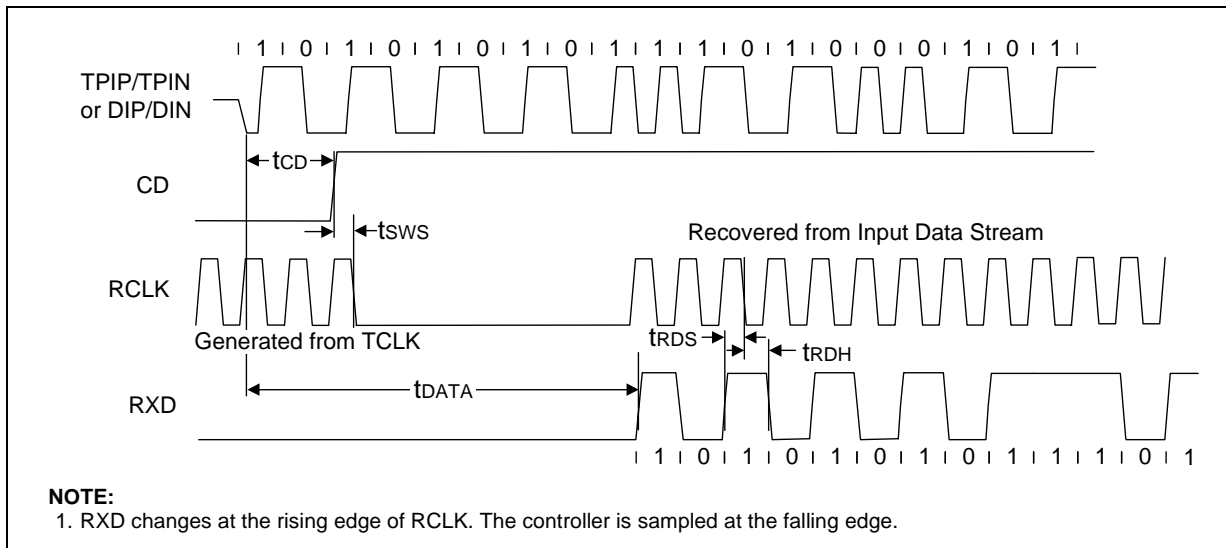 1 0 1 0 1 0 1 0 1 1 1 0 1 0 0 0 1 0 1
TPIP/TPIN
or DIP/DIN
tCD
CD
tSWS
Recovered from Input Data Stream
RCLK
Generated from TCLK
tRDS
tRDH
tDATA
RXD
1 0 1 0 1 0 1 0 1 1 1 0 1
NOTE:
1. RXD changes at the rising edge of RCLK. The controller is sampled at the falling edge.